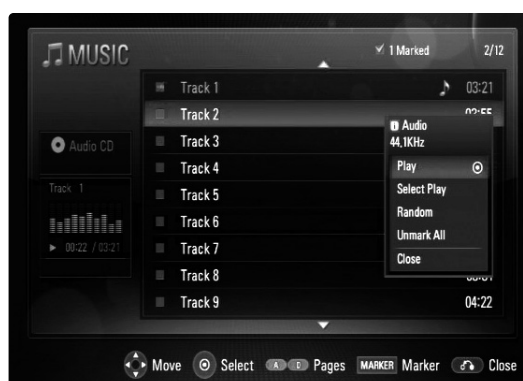 MUSIC
1 Marked 2/12
Track 1 03:21
Track 2
Track 3
Track 4
Track 5
Track 6
Track 7
Track 8
Track 9 04:22
Audio CD
Track 1
00:22 / 03:21
Audio
44.1KHz
Play
Select Play
Random
Unmark All
Close
Move Select A D Pages MARKER Marker Close